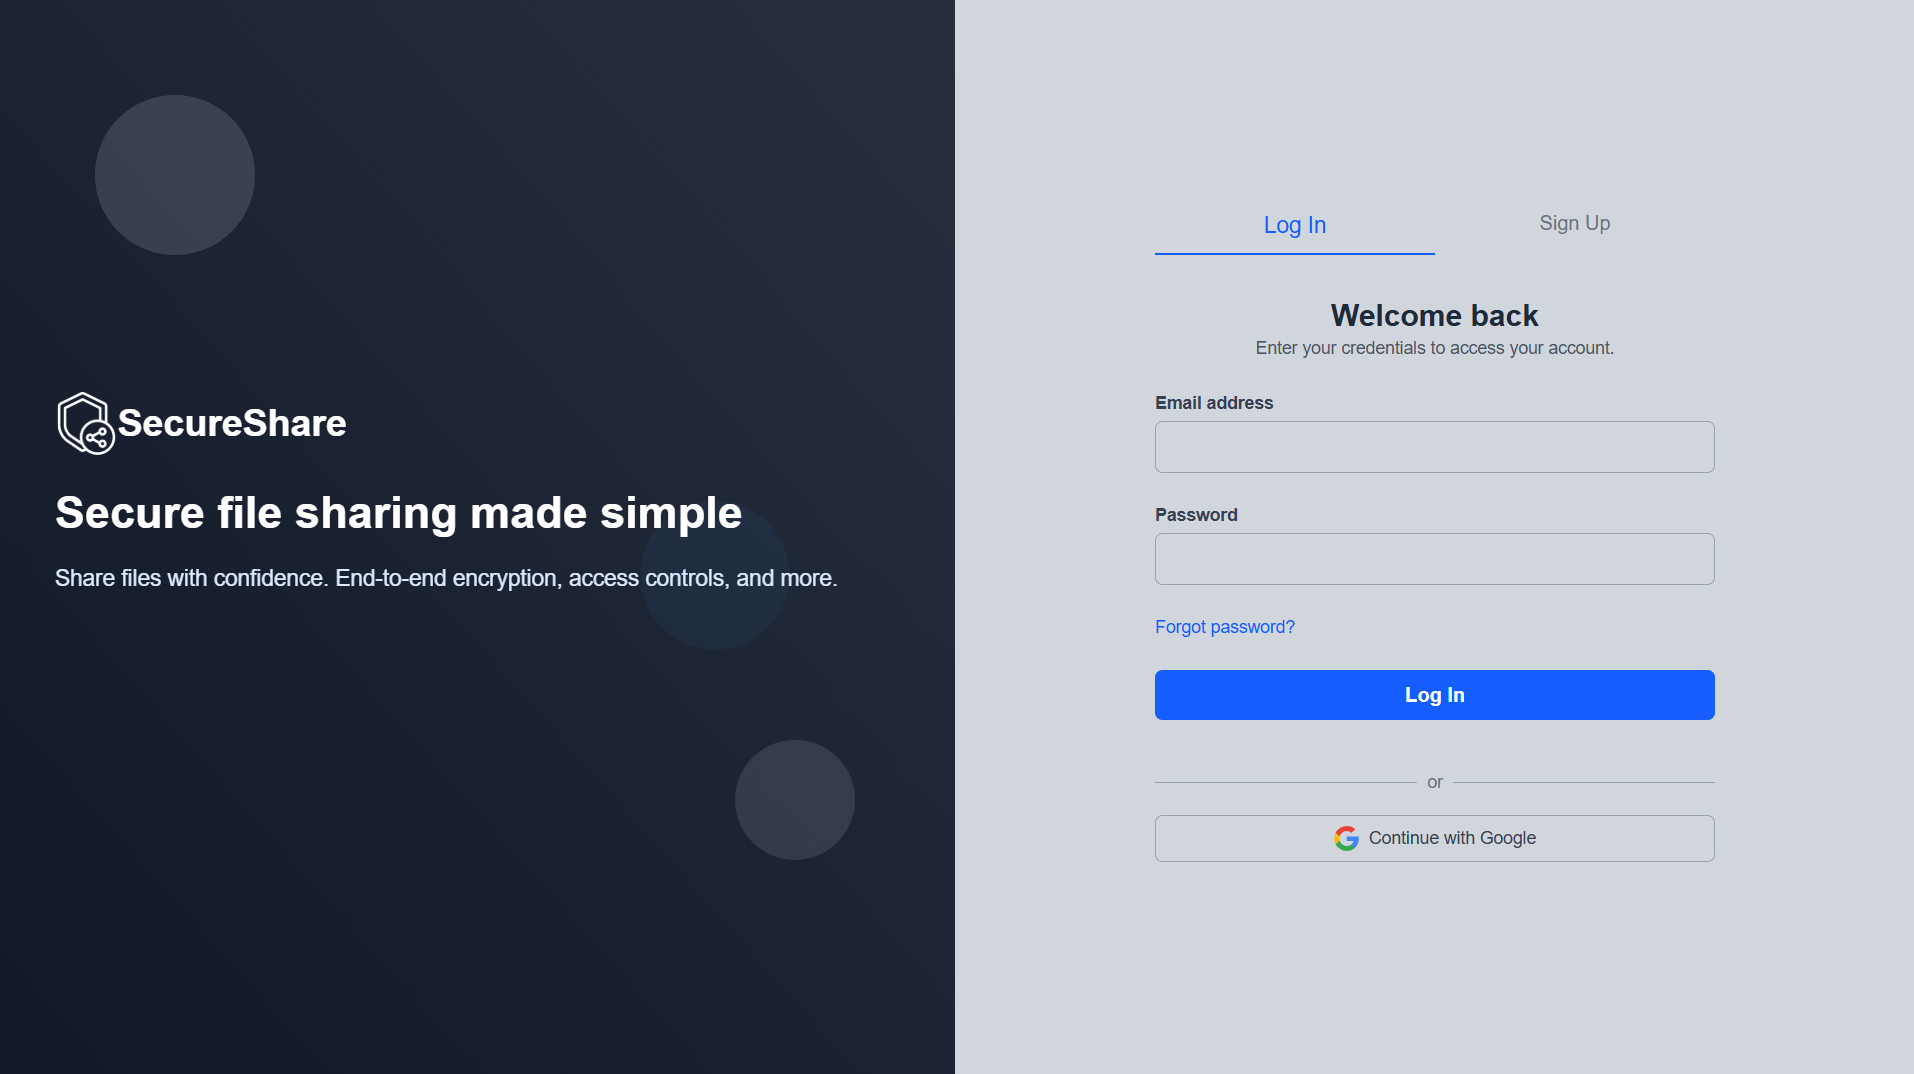 SecureShare
Secure file sharing made simple
Share files with confidence. End-to-end encryption, access controls, and more.
Log In
Sign Up
Welcome back
Enter your credentials to access your account.
Email address
Password
Forgot password?
Log In
or
Continue with Google